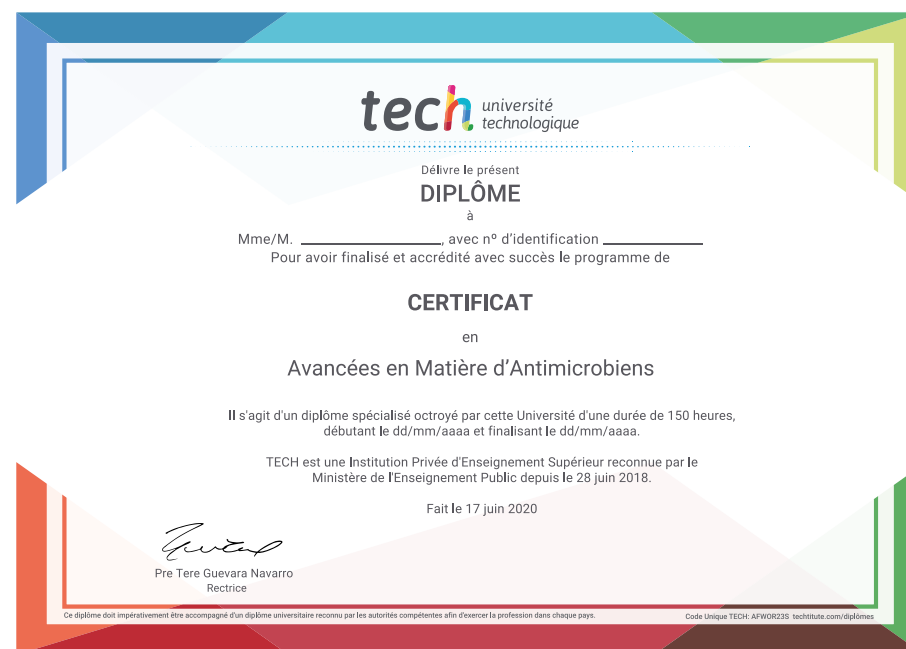 tech université
technologique
Délivre le présent
DIPLÔME
à
Mme/M. ____________________, avec nº d'identification ______________
Pour avoir finalisé et accrédité avec succès le programme de
CERTIFICAT
en
Avancées en Matière d'Antimicrobiens
Il s'agit d'un diplôme spécialisé octroyé par cette Université d'une durée de 150 heures,
débutant le dd/mm/aaaa et finalisant le dd/mm/aaaa.
TECH est une Institution Privée d'Enseignement Supérieur reconnue par le
Ministère de l'Enseignement Public depuis le 28 juin 2018.
Fait le 17 juin 2020
Pre Tere Guevara Navarro
Rectrice
Ce diplôme doit impérativement être accompagné d'un diplôme universitaire reconnu par les autorités compétentes afin d'exercer la profession dans chaque pays.
Code Unique TECH: AFWOR23S techtitute.com/diplômes